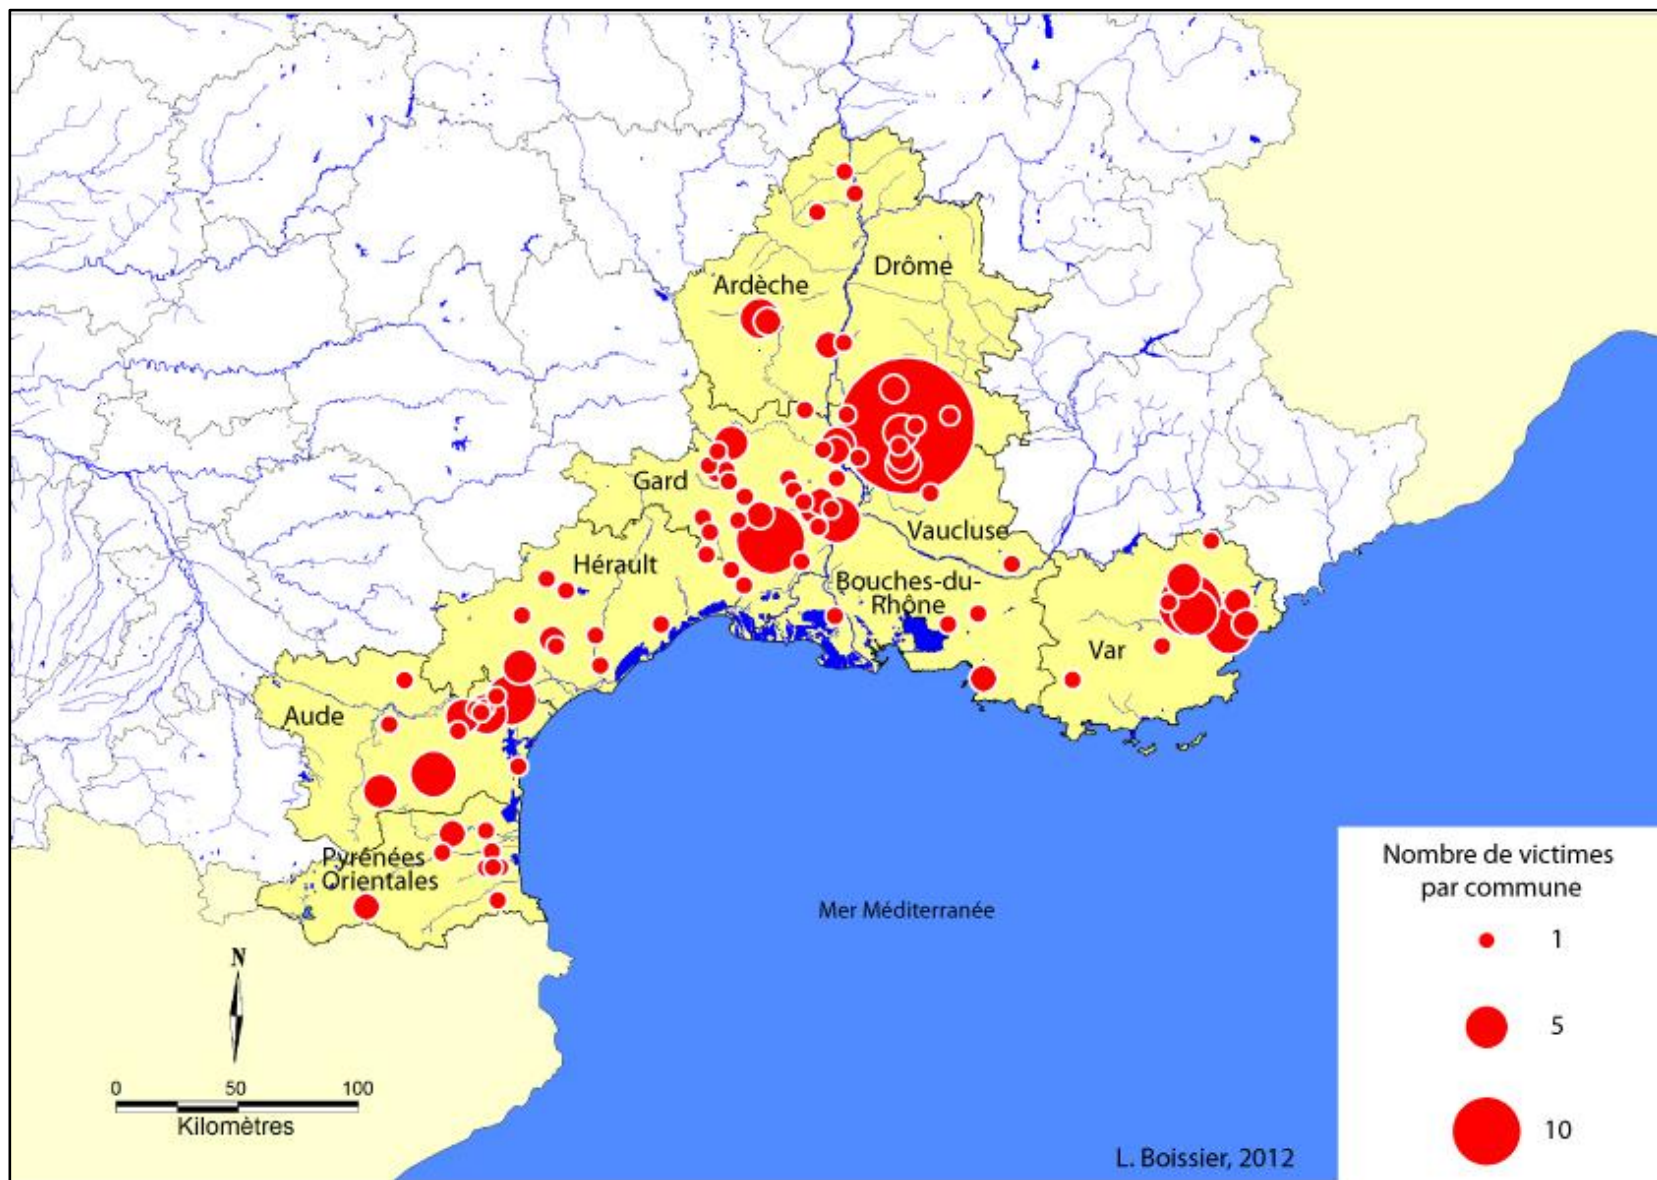 Drôme
Ardèche
Gard
Vaucluse
Hérault
Bouches-du-
Rhône
Var
Aude
Pyrénées
Orientales
Mer Méditerranée
N
0 50 100
Kilomètres
Nombre de victimes
par commune
1
5
10
L. Boissier, 2012